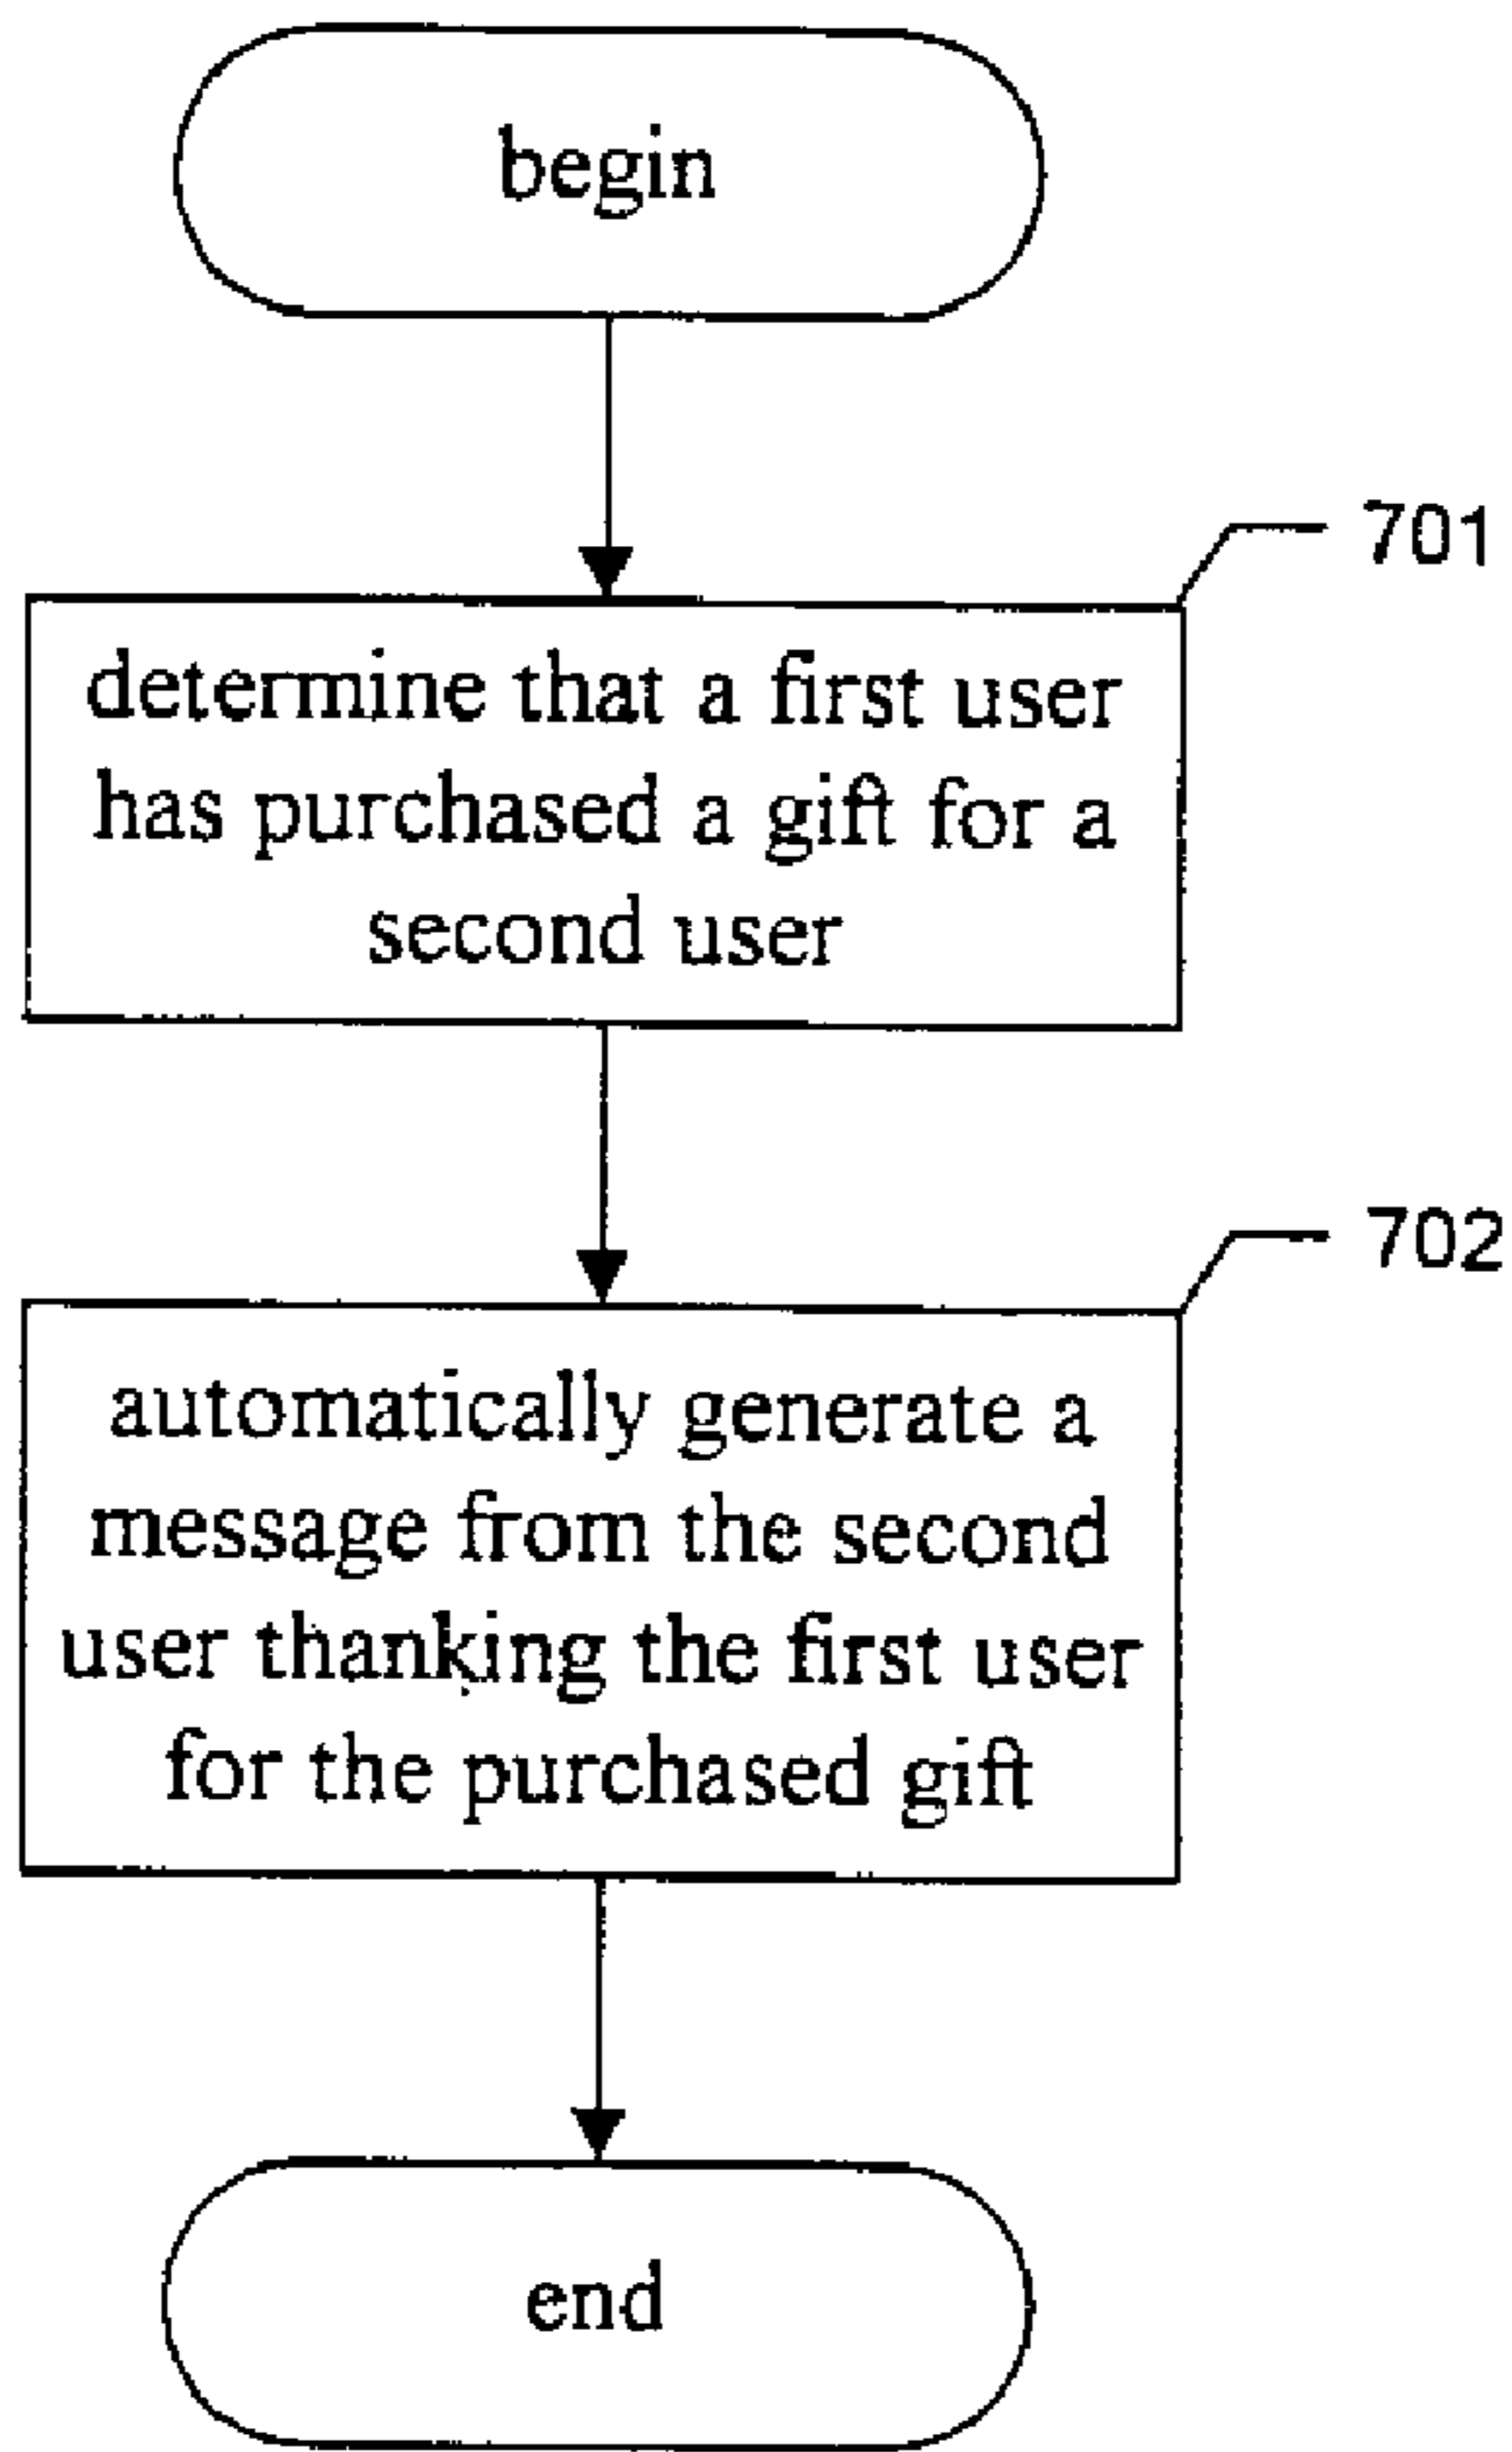 begin
701
determine that a first user
has purchased a gift for a
second user
702
automatically generate a
message from the second
user thanking the first user
for the purchased gift
end